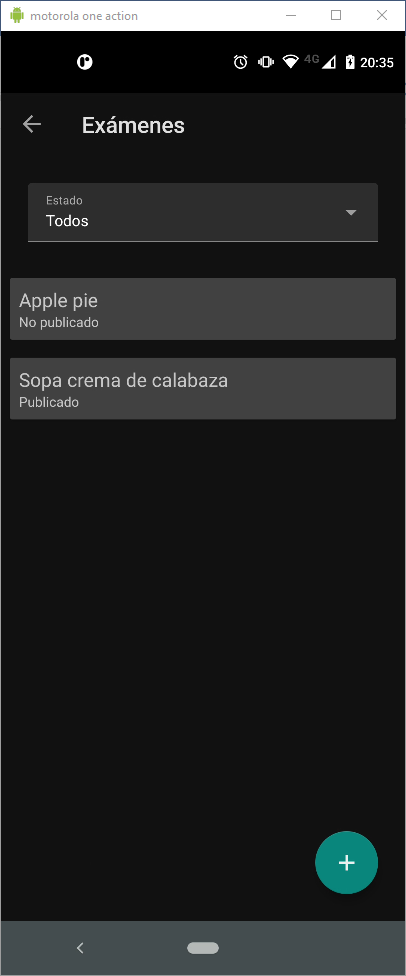 motorola one action
4G
20:35
Exámenes
Estado
Todos
Apple pie
No publicado
Sopa crema de calabaza
Publicado